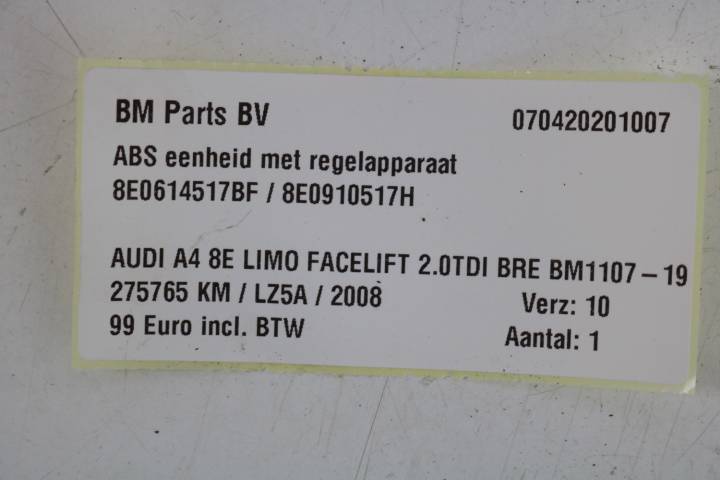 BM Parts BV 070420201007
ABS eenheid met regelapparaat
8E0614517BF / 8E0910517H
AUDI A4 8E LIMO FACELIFT 2.0TDI BRE BM1107-19
275765 KM / LZ5A / 2008 Verz: 10
99 Euro incl. BTW Aantal: 1